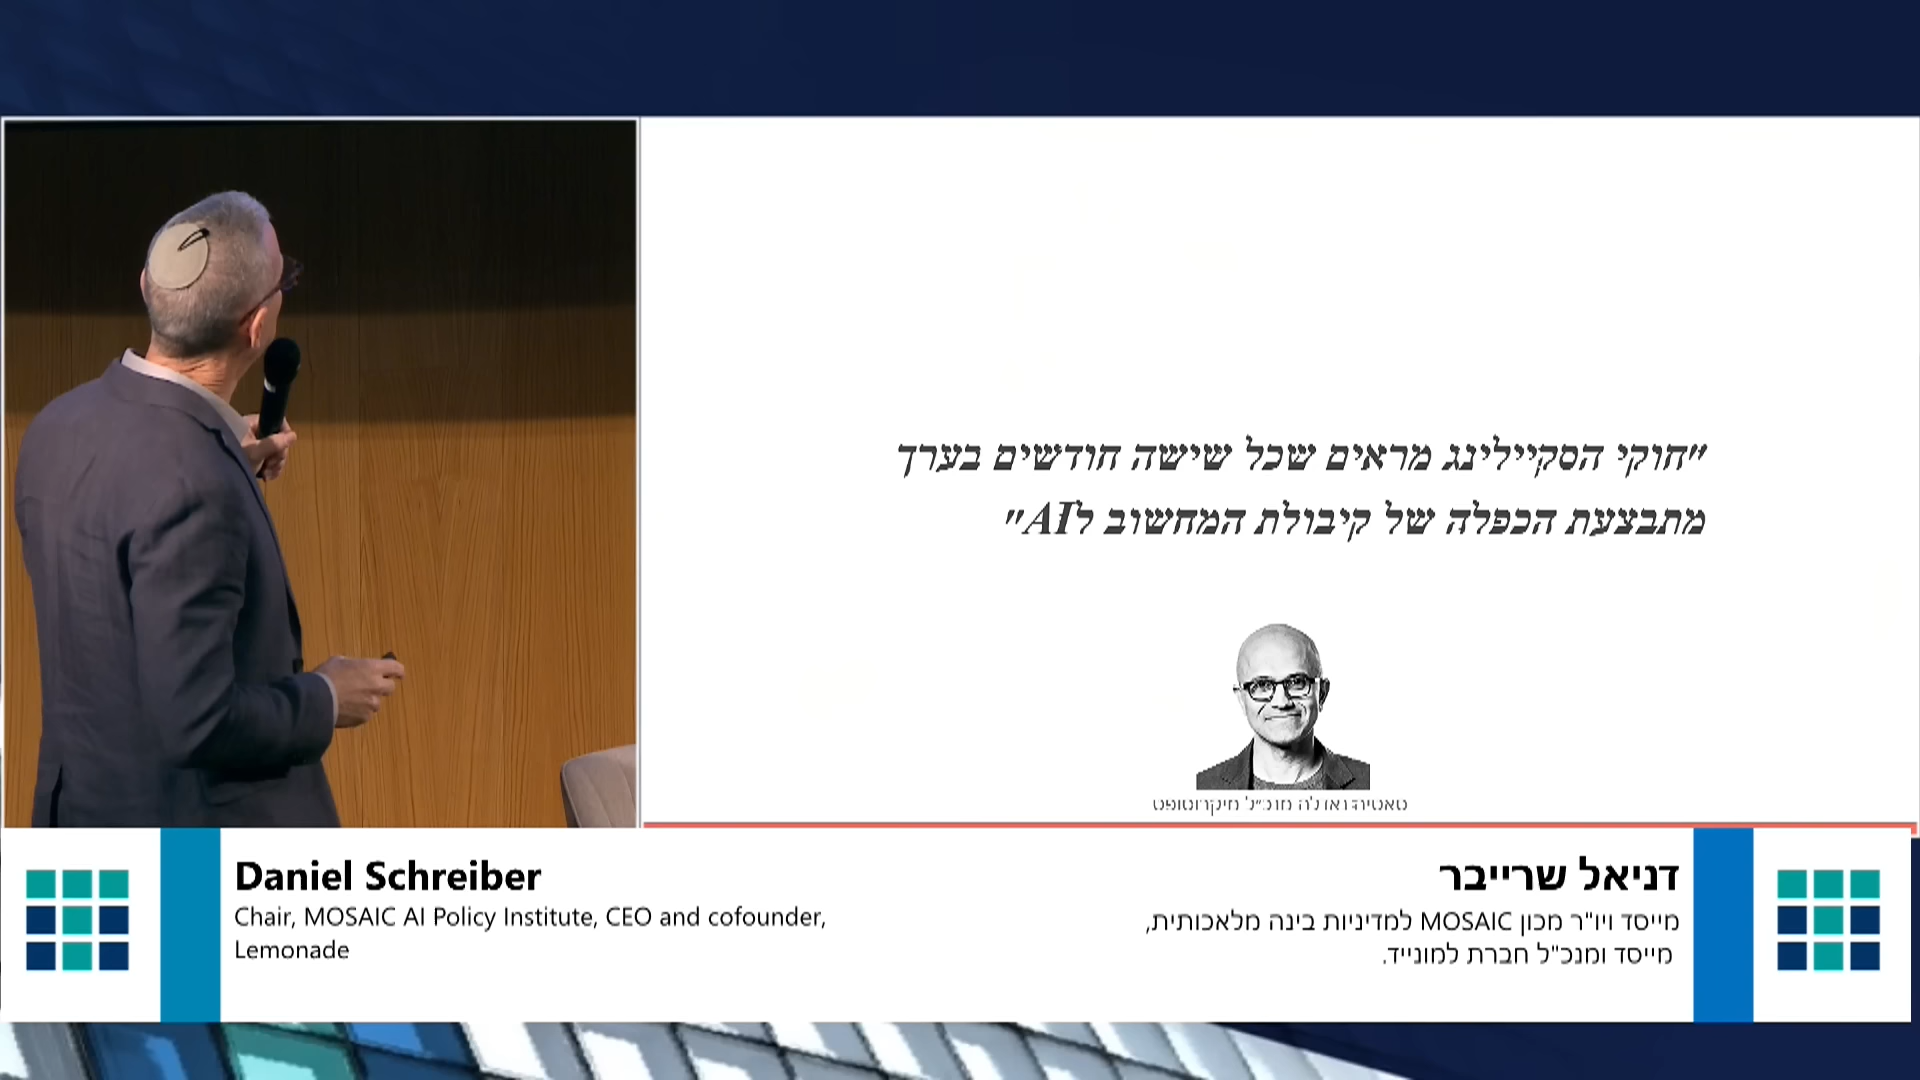 ״חוקי הסקיילינג מראים שכל שישה חודשים בערך
מתבצעת הכפלה של קיבולת המחשוב לAI״
סאטיה נאדלה מנכ״ל מיקרוסופט
Daniel Schreiber
Chair, MOSAIC AI Policy Institute, CEO and cofounder,
Lemonade
דניאל שרייבר
מייסד ויו"ר מכון MOSAIC למדיניות בינה מלאכותית,
מייסד ומנכ"ל חברת למונייד.